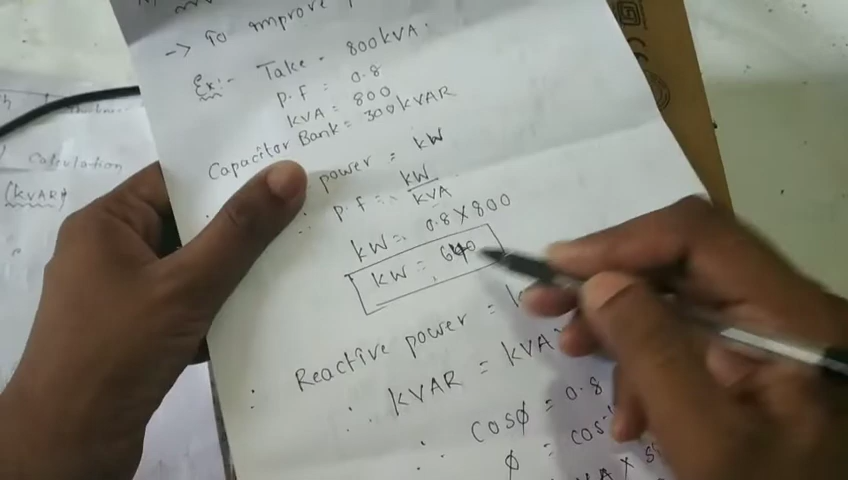 -> To improve
Ex:- Take - 800kVA.
P.F = 0.8
kVA = 800
Capacitor Bank = 300kVAR
power = kW
∴ P.F = kW/kVA
kW = 0.8 X 800
kW = 640
Reactive power =
∴ kVAR = kVA
∴ cosϕ = 0.8
ϕ = cos
Calculation
(kVAR)